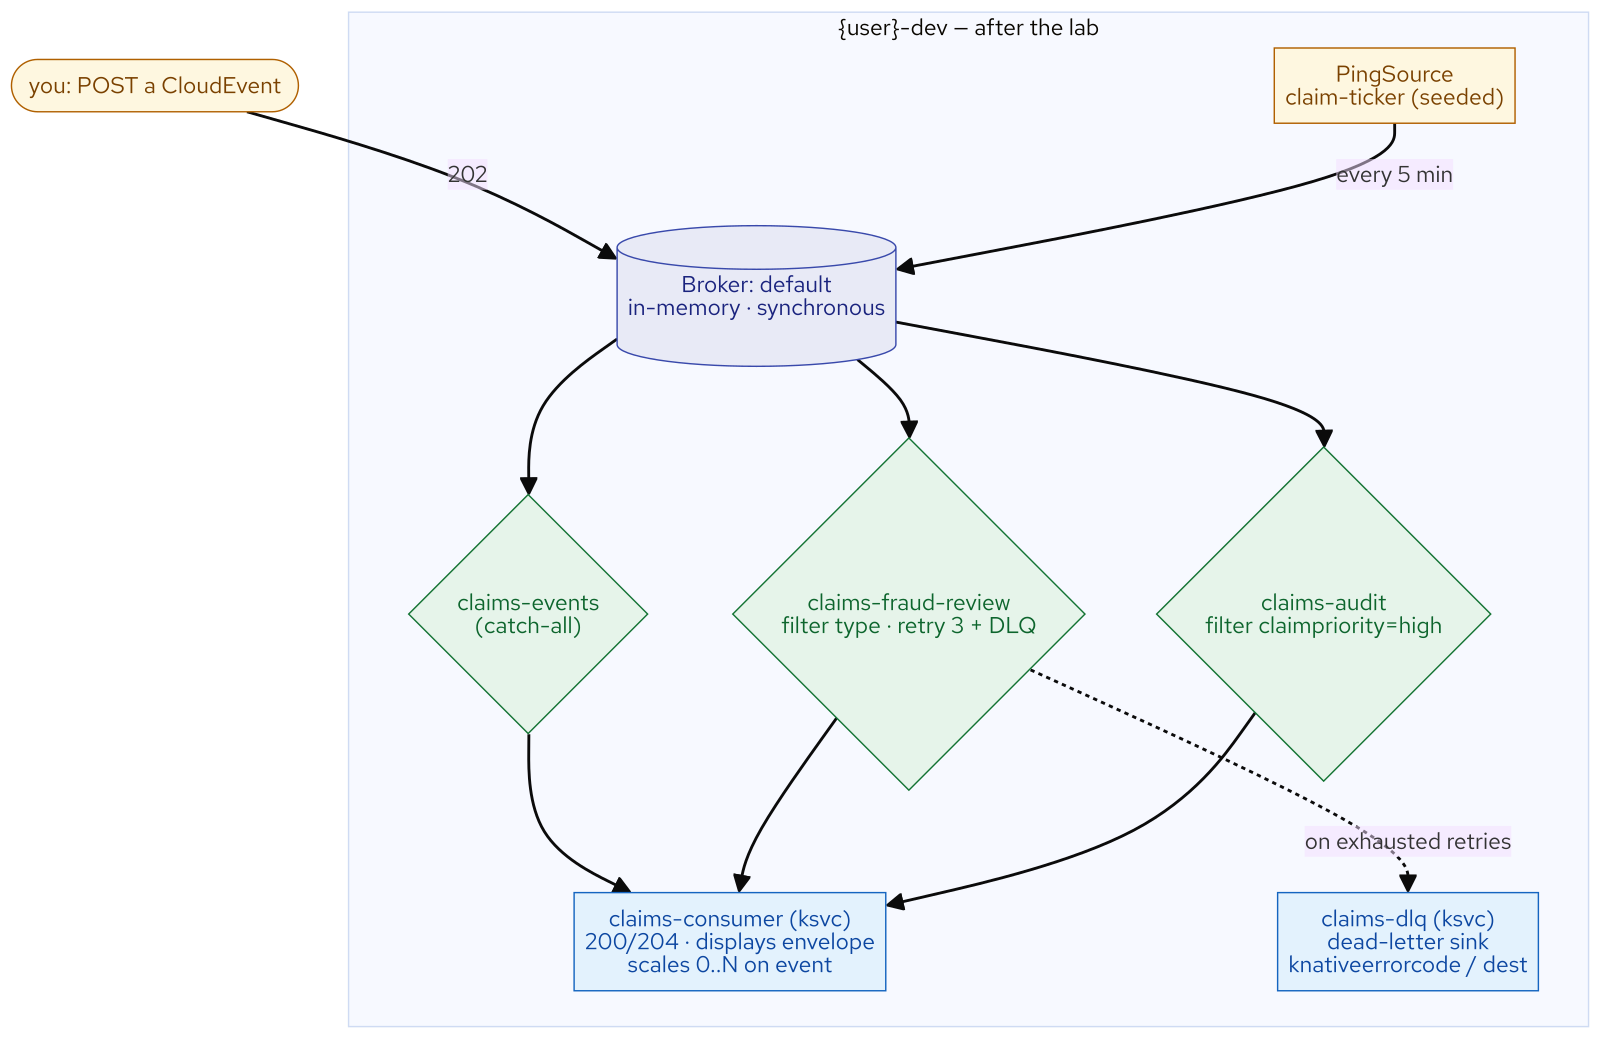 {user}-dev — after the lab
you: POST a CloudEvent
PingSource
claim-ticker (seeded)
202
every 5 min
Broker: default
in-memory · synchronous
claims-events
(catch-all)
claims-fraud-review
filter type · retry 3 + DLQ
claims-audit
filter claimpriority=high
on exhausted retries
claims-consumer (ksvc)
200/204 · displays envelope
scales 0..N on event
claims-dlq (ksvc)
dead-letter sink
knativeerrorcode / dest